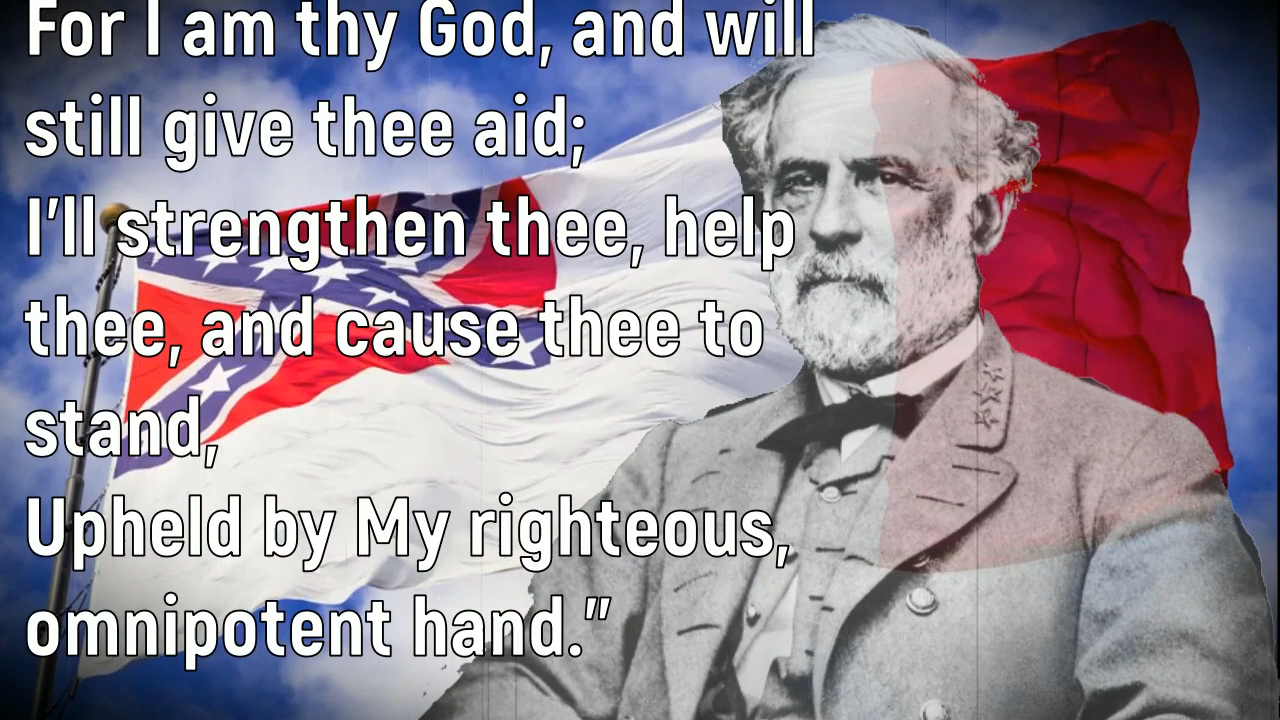 For I am thy God, and will
still give thee aid;
I’ll strengthen thee, help
thee, and cause thee to
stand,
Upheld by My righteous,
omnipotent hand.”